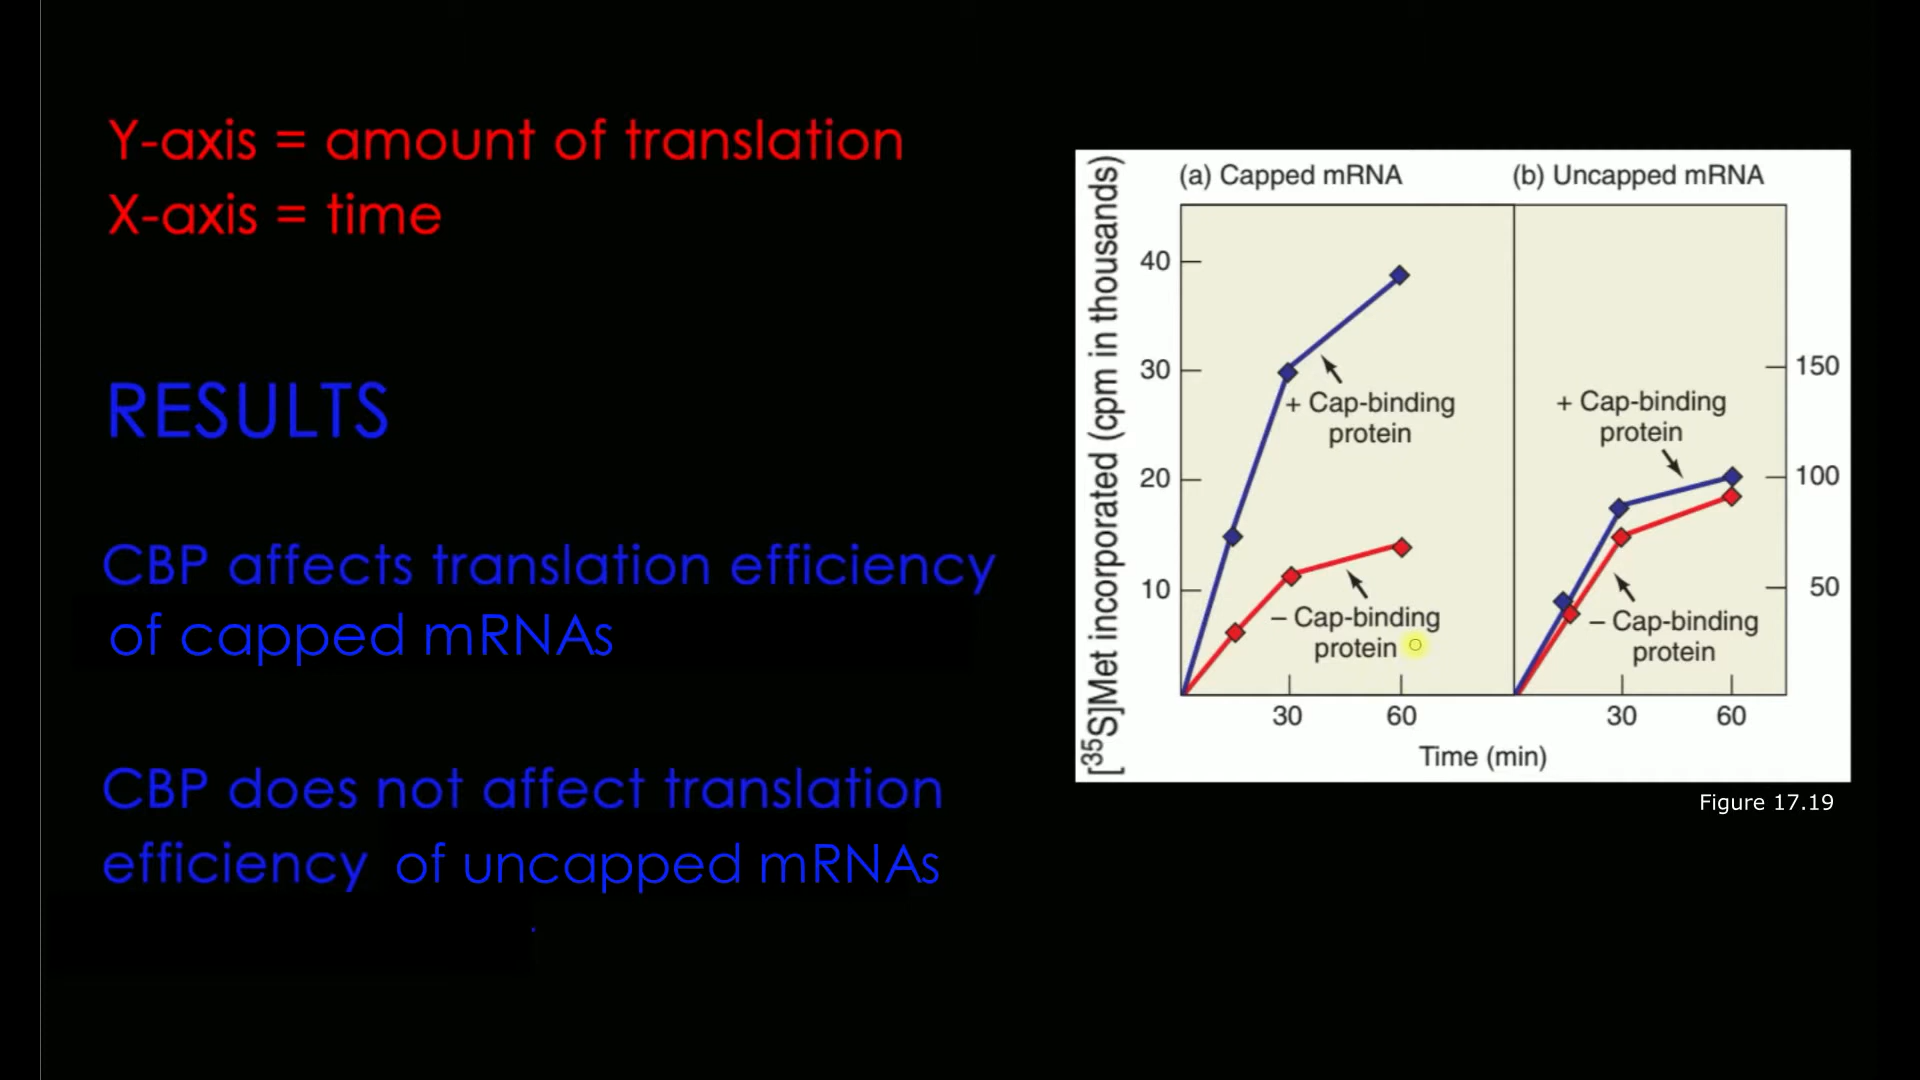 Y-axis = amount of translation
X-axis = time
RESULTS
CBP affects translation efficiency
of capped mRNAs
CBP does not affect translation
efficiency of uncapped mRNAs
[³⁵S]Met incorporated (cpm in thousands)
(a) Capped mRNA
(b) Uncapped mRNA
40
30
20
10
+ Cap-binding
protein
– Cap-binding
protein
30
60
+ Cap-binding
protein
– Cap-binding
protein
150
100
50
30
60
Time (min)
Figure 17.19